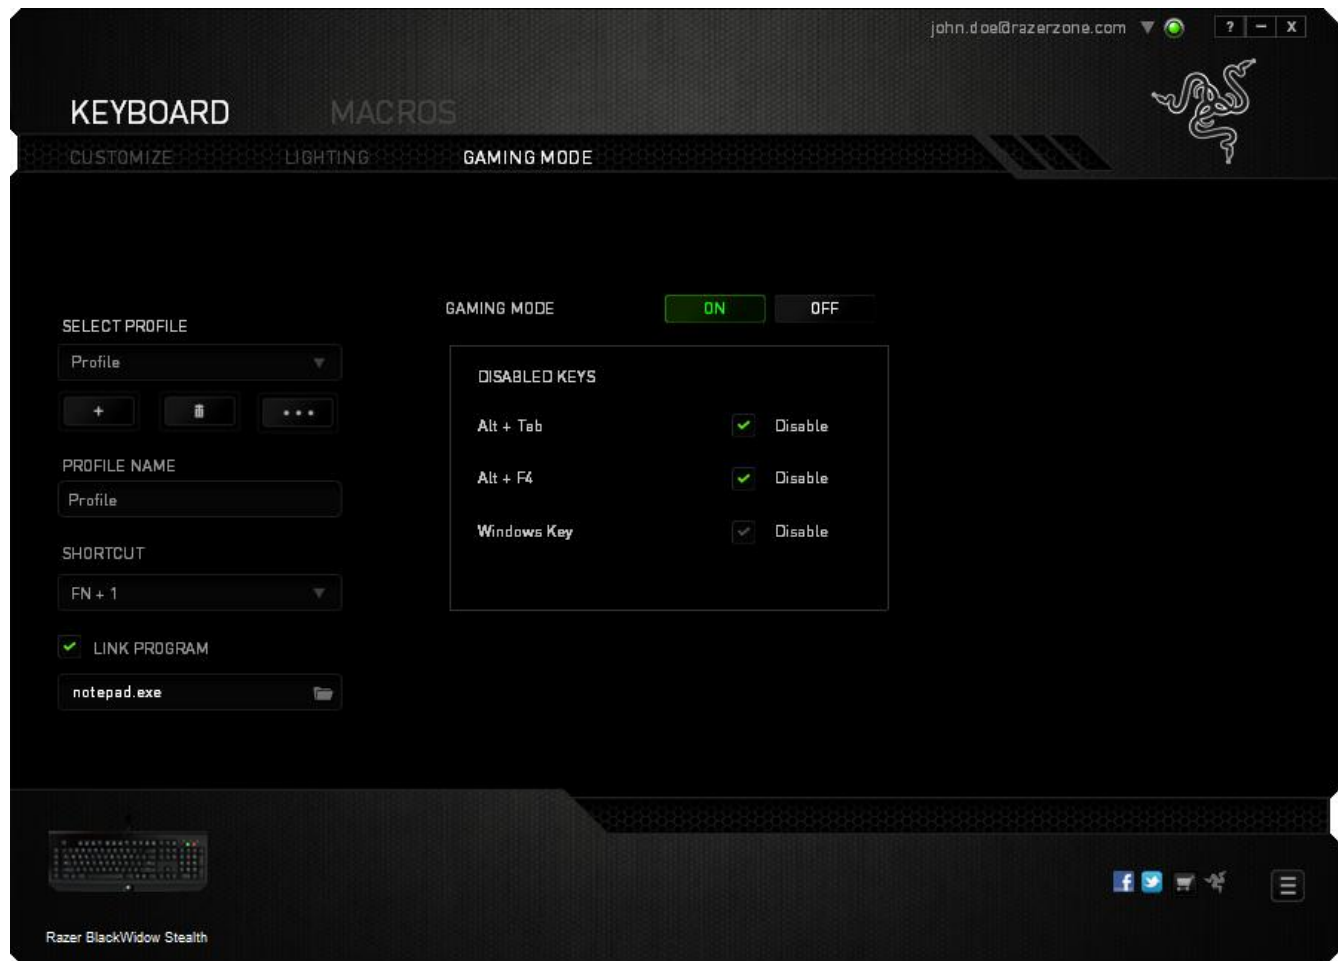 john.doe@razerzone.com
? – X
KEYBOARD MACROS
CUSTOMIZE LIGHTING GAMING MODE
SELECT PROFILE
Profile
PROFILE NAME
Profile
SHORTCUT
FN + 1
LINK PROGRAM
notepad.exe
GAMING MODE ON OFF
DISABLED KEYS
Alt + Tab Disable
Alt + F4 Disable
Windows Key Disable
Razer BlackWidow Stealth